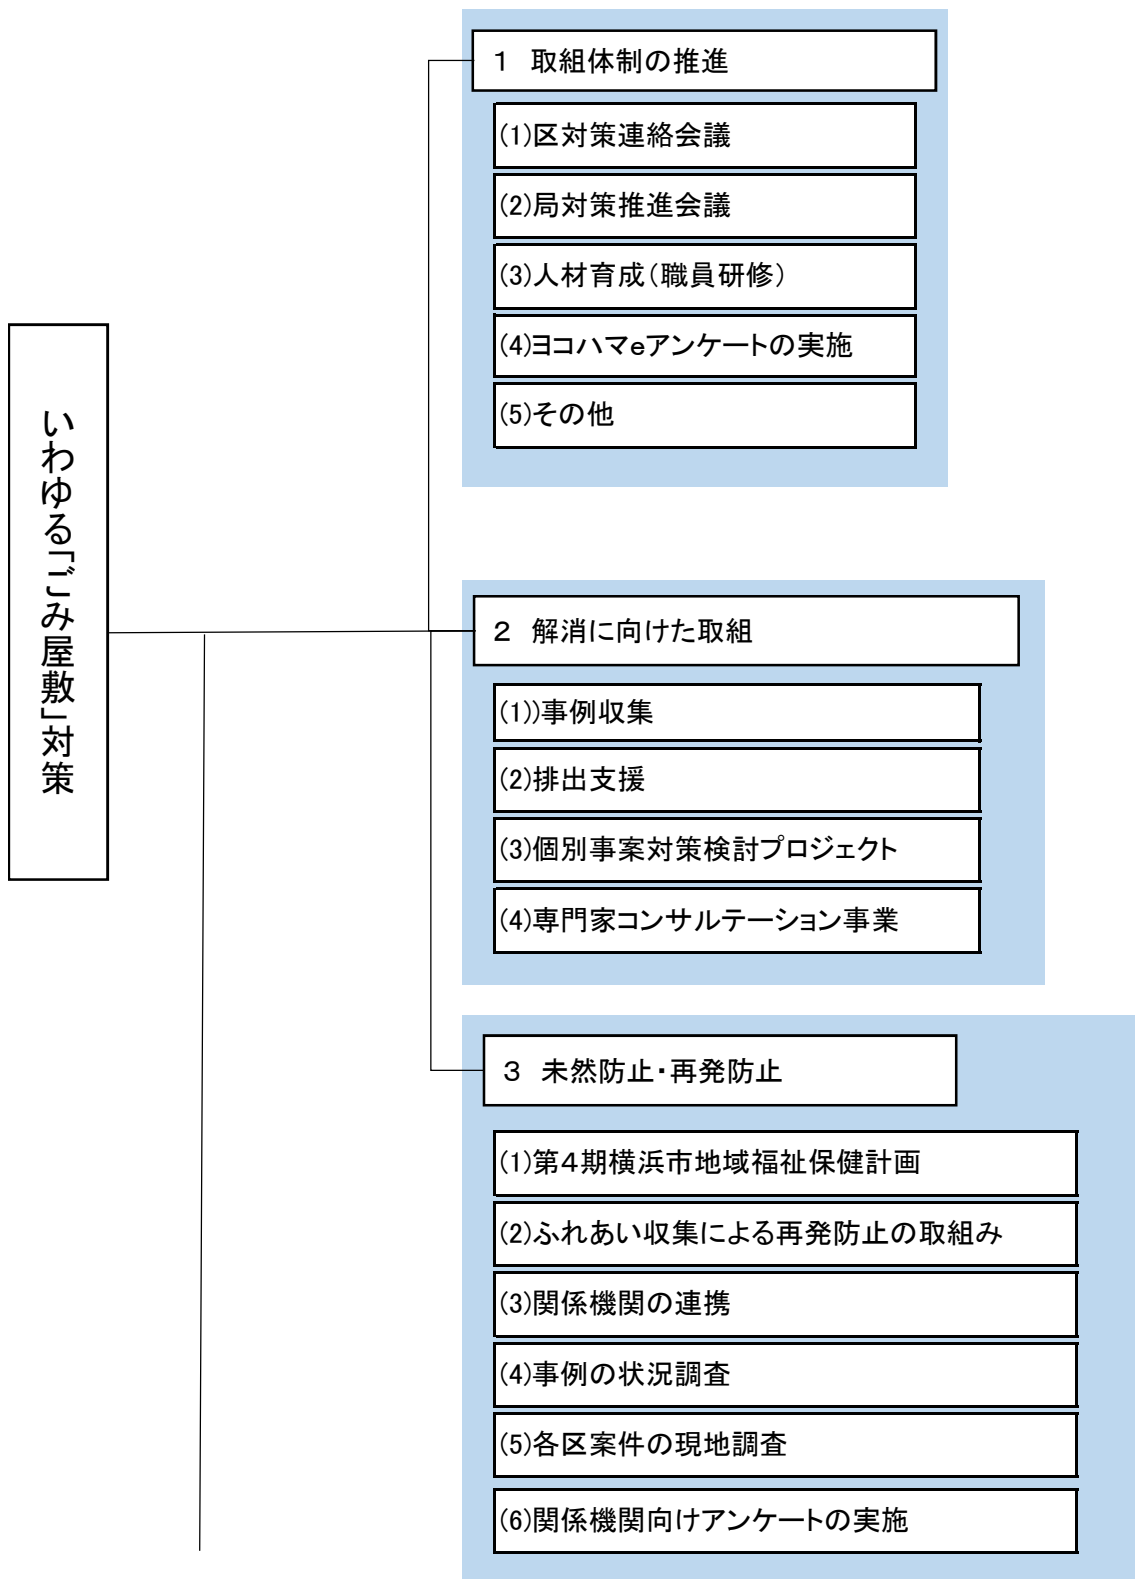 いわゆる「ごみ屋敷」対策
１　取組体制の推進
(1)区対策連絡会議
(2)局対策推進会議
(3)人材育成（職員研修）
(4)ヨコハマｅアンケートの実施
(5)その他
２　解消に向けた取組
(1))事例収集
(2)排出支援
(3)個別事案対策検討プロジェクト
(4)専門家コンサルテーション事業
３　未然防止・再発防止
(1)第４期横浜市地域福祉保健計画
(2)ふれあい収集による再発防止の取組み
(3)関係機関の連携
(4)事例の状況調査
(5)各区案件の現地調査
(6)関係機関向けアンケートの実施